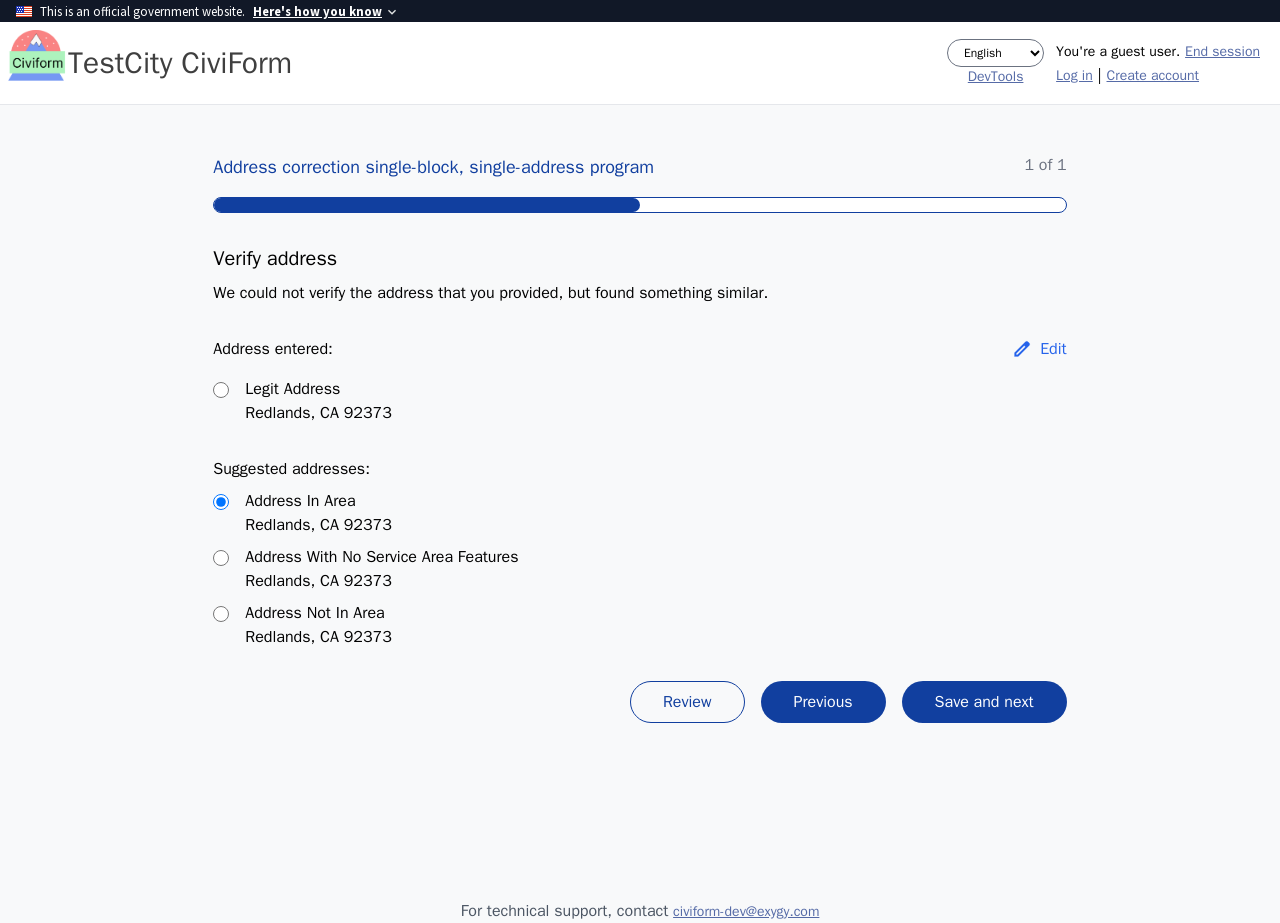 This is an official government website. Here's how you know
Civiform
TestCity CiviForm
English
DevTools
You're a guest user. End session
Log in | Create account
Address correction single-block, single-address program
1 of 1
Verify address
We could not verify the address that you provided, but found something similar.
Address entered:
Edit
Legit Address
Redlands, CA 92373
Suggested addresses:
Address In Area
Redlands, CA 92373
Address With No Service Area Features
Redlands, CA 92373
Address Not In Area
Redlands, CA 92373
Review
Previous
Save and next
For technical support, contact civiform-dev@exygy.com